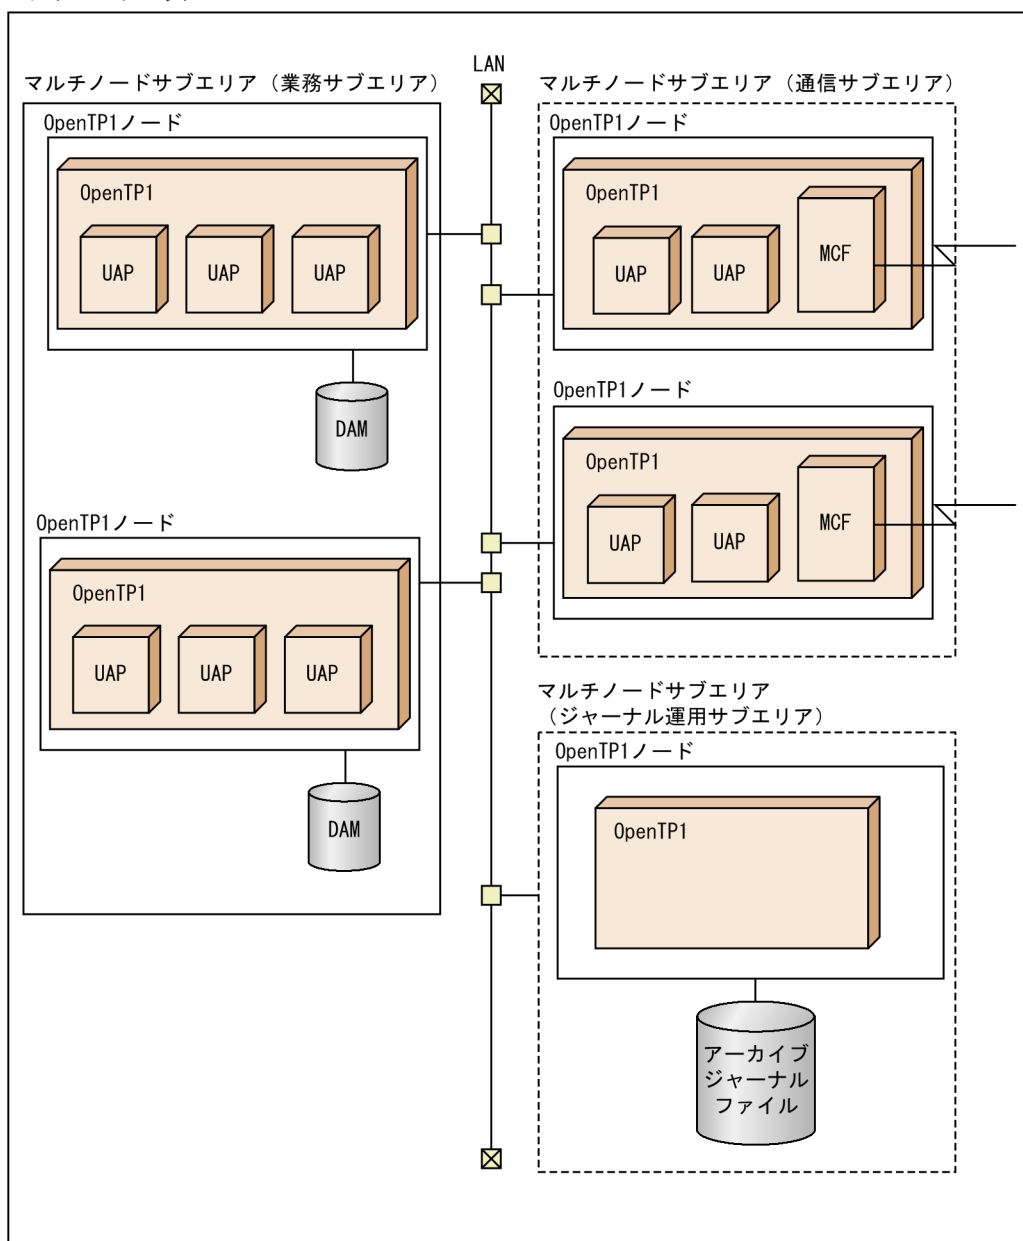 LAN
マルチノードサブエリア（業務サブエリア）
OpenTP1ノード
OpenTP1
UAP
UAP
UAP
DAM
OpenTP1ノード
OpenTP1
UAP
UAP
UAP
DAM
マルチノードサブエリア（通信サブエリア）
OpenTP1ノード
OpenTP1
UAP
UAP
MCF
OpenTP1ノード
OpenTP1
UAP
UAP
MCF
マルチノードサブエリア
（ジャーナル運用サブエリア）
OpenTP1ノード
OpenTP1
アーカイブ
ジャーナル
ファイル